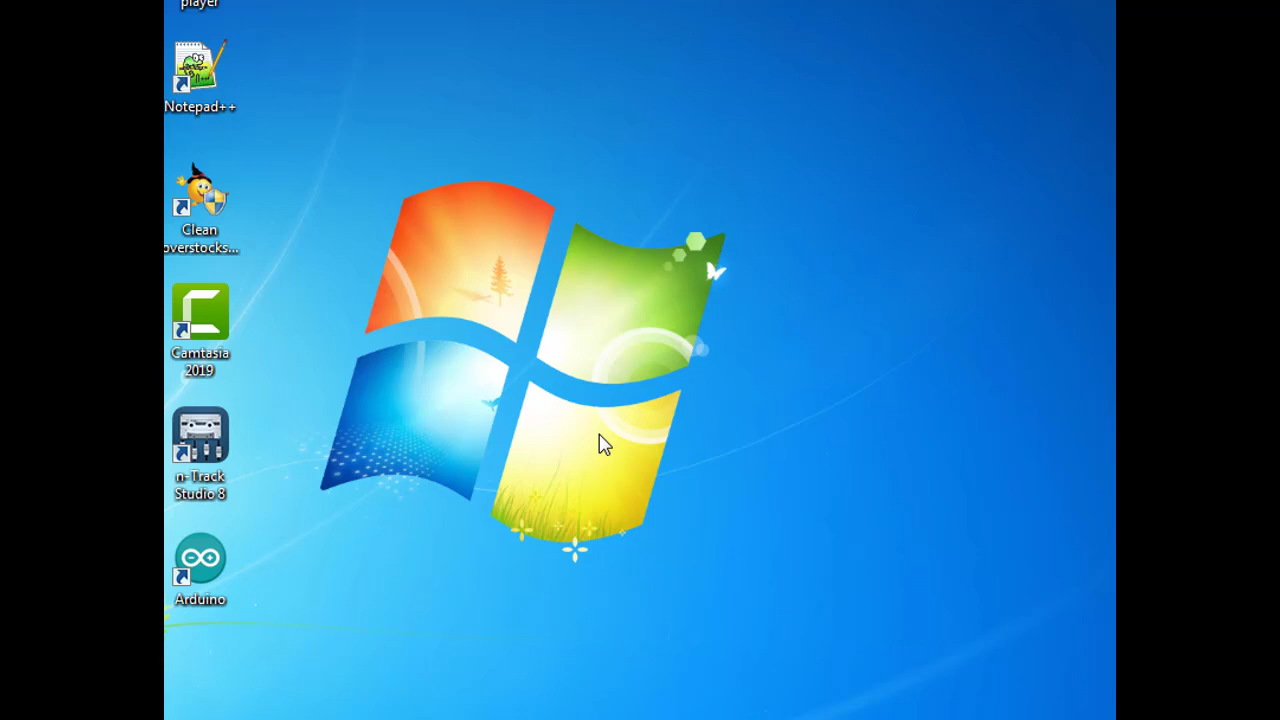 player
Notepad++
Clean
overstocks...
Camtasia
2019
n-Track
Studio 8
Arduino